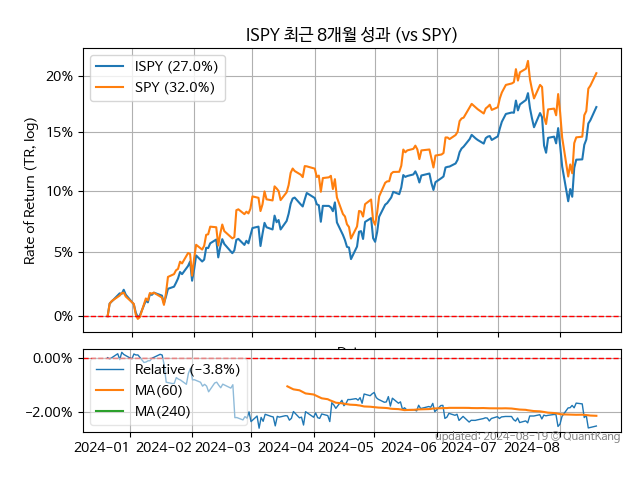 ISPY 최근 8개월 성과 (vs SPY)
ISPY (27.0%)
SPY (32.0%)
Rate of Return (TR, log)
20%
15%
10%
5%
0%
0.00%
−2.00%
Relative (−3.8%)
MA(60)
MA(240)
2024−01 2024−02 2024−03 2024−04 2024−05 2024−06 2024−07 2024−08
updated: 2024-08-19 © QuantKang